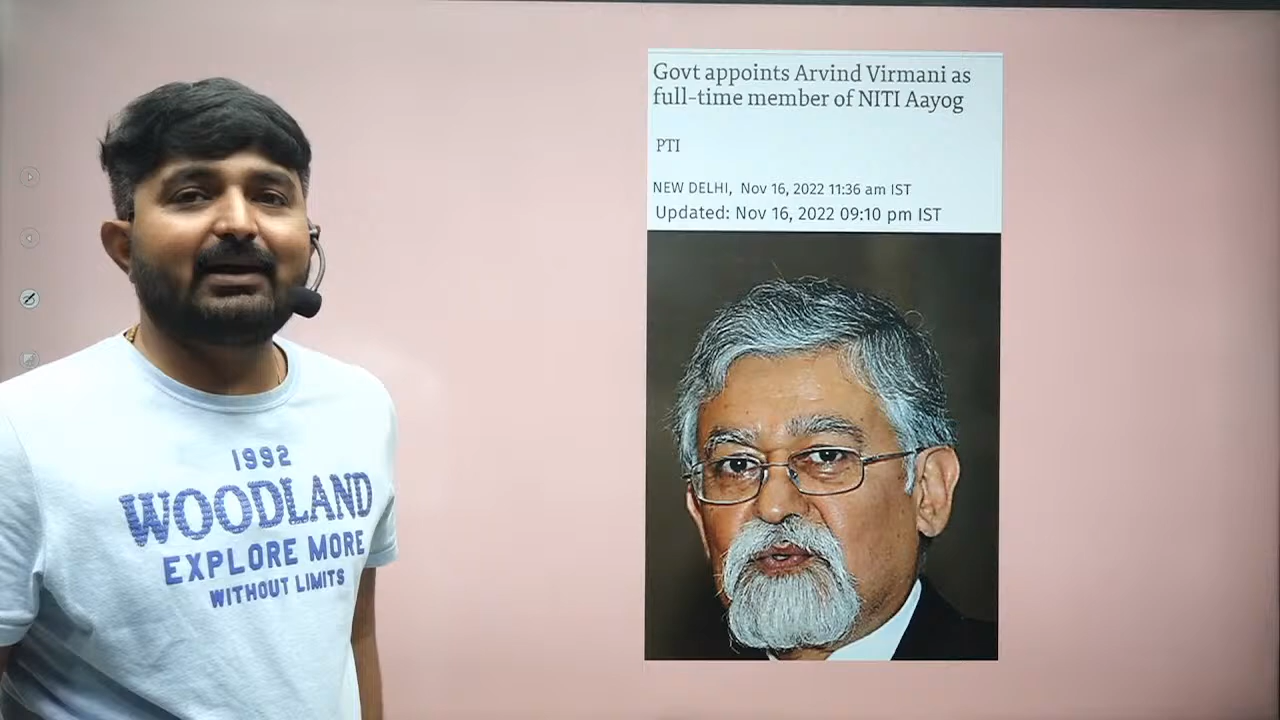 Govt appoints Arvind Virmani as
full-time member of NITI Aayog
PTI
NEW DELHI, Nov 16, 2022 11:36 am IST
Updated: Nov 16, 2022 09:10 pm IST
1992
WOODLAND
EXPLORE MORE
WITHOUT LIMITS